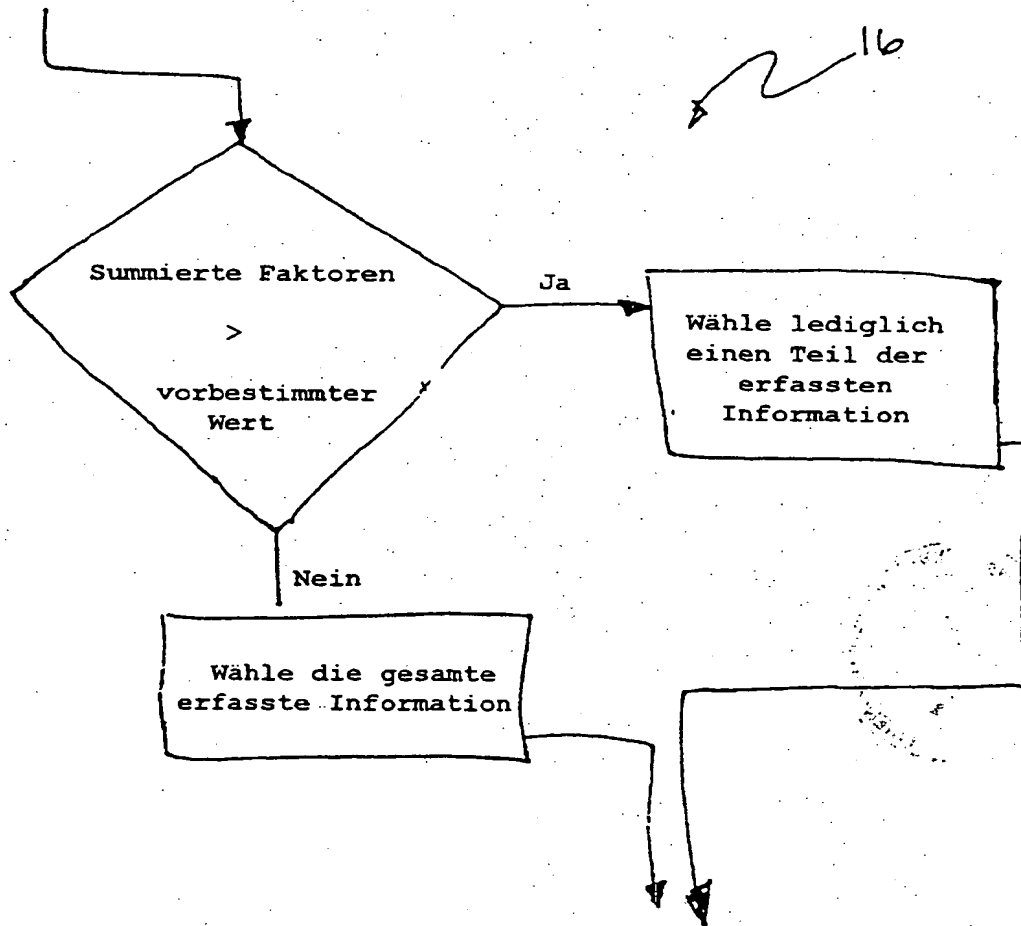 16
Summierte Faktoren
>
vorbestimmter
Wert
Ja
Wähle lediglich
einen Teil der
erfassten
Information
Nein
Wähle die gesamte
erfasste Information